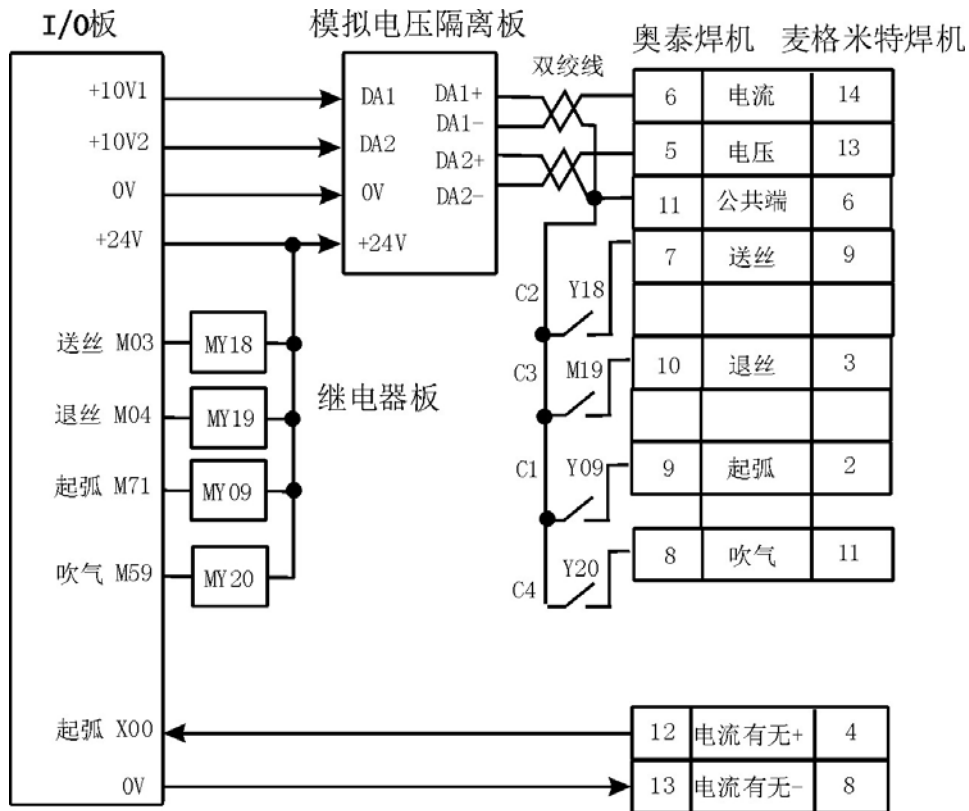 I/O板
模拟电压隔离板
奥泰焊机 麦格米特焊机
双绞线
+10V1
DA1 DA1+
6 电流 14
DA1-
+10V2
DA2
DA2+
5 电压 13
0V
0V
DA2-
11 公共端 6
+24V
+24V
7 送丝 9
C2 Y18
送丝 M03 MY18
C3 M19
10 退丝 3
继电器板
退丝 M04 MY19
C1 Y09
9 起弧 2
起弧 M71 MY09
8 吹气 11
吹气 M59 MY20
C4 Y20
起弧 X00
12 电流有无+ 4
0V
13 电流有无- 8